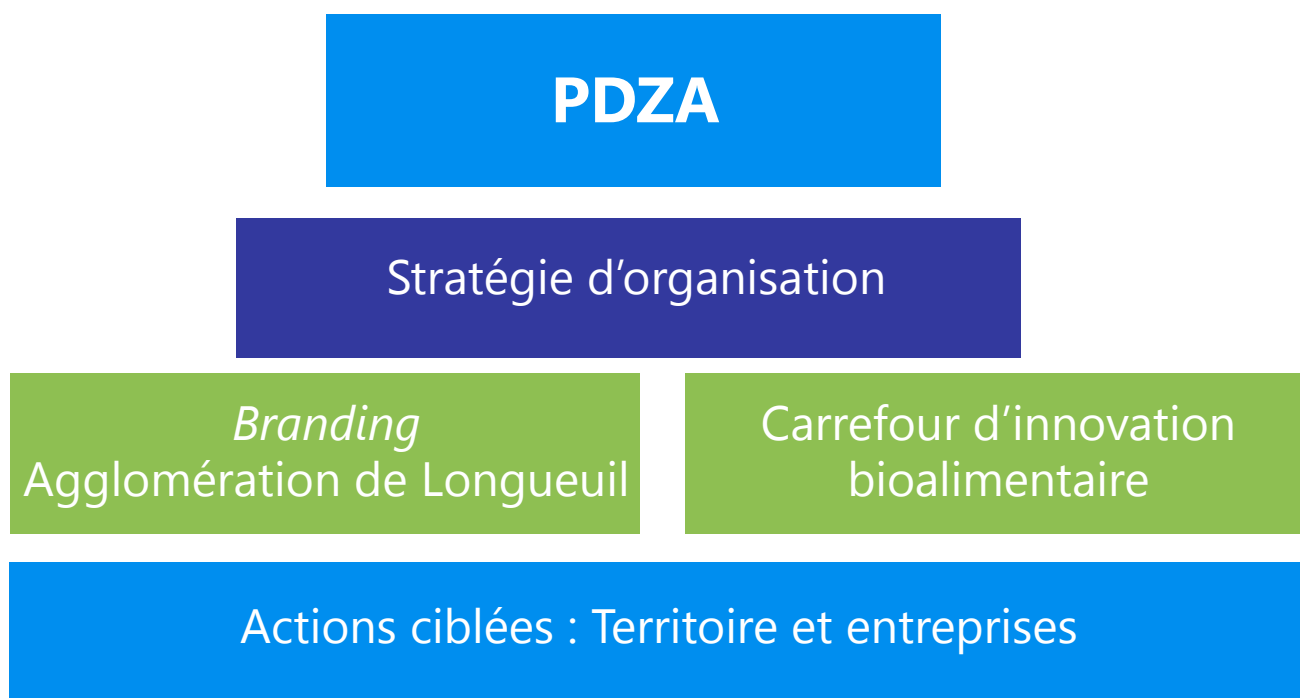 PDZA
Stratégie d’organisation
Branding
Agglomération de Longueuil
Carrefour d’innovation
bioalimentaire
Actions ciblées : Territoire et entreprises